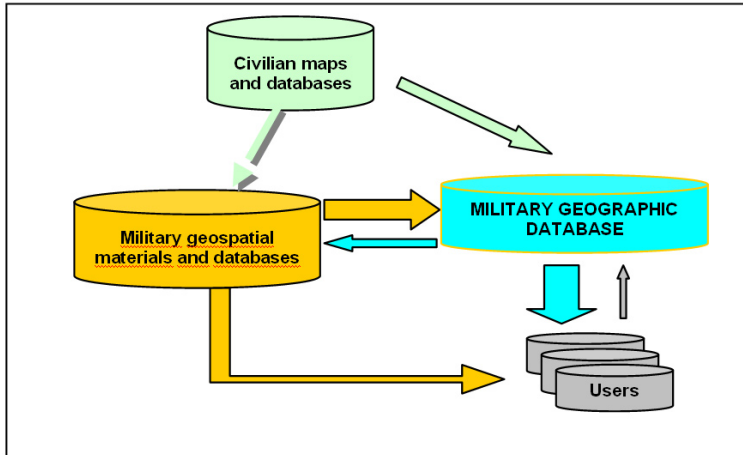 Civilian maps
and databases
Military geospatial
materials and databases
MILITARY GEOGRAPHIC
DATABASE
Users